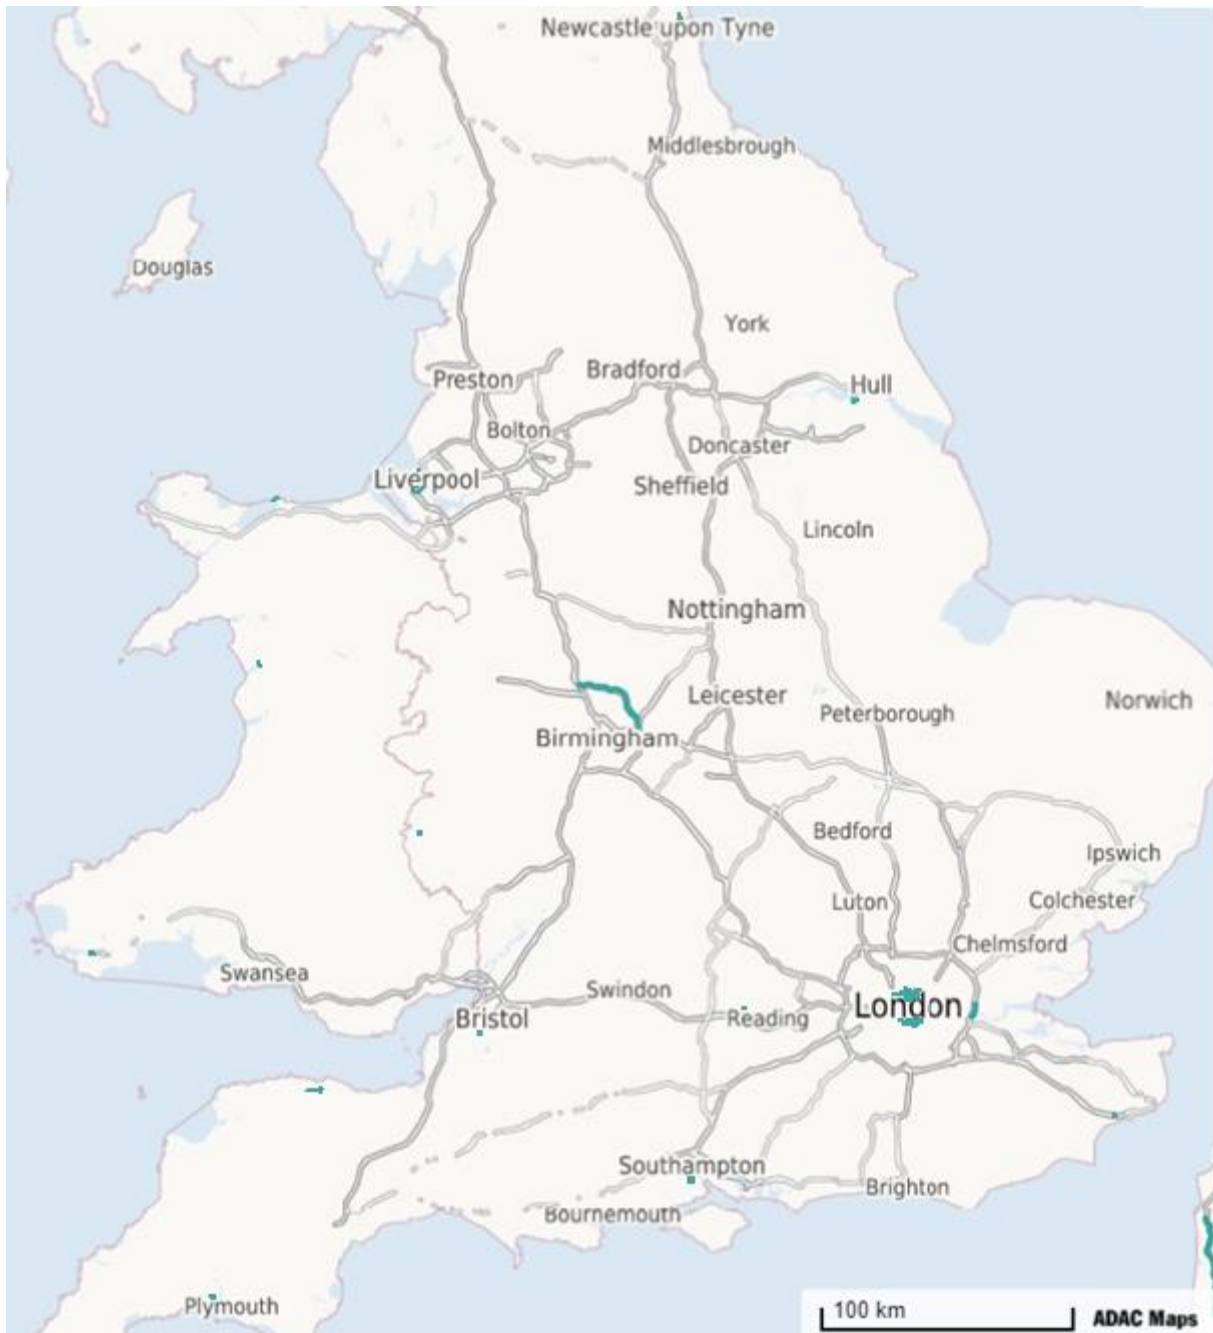 Newcastle upon Tyne
Middlesbrough
Douglas
York
Bradford
Preston
Hull
Bolton
Doncaster
Liverpool
Sheffield
Lincoln
Nottingham
Leicester
Norwich
Peterborough
Birmingham
Bedford
Ipswich
Luton
Colchester
Chelmsford
Swansea
Swindon
London
Bristol
Reading
Southampton
Brighton
Bournemouth
Plymouth
100 km
ADAC Maps